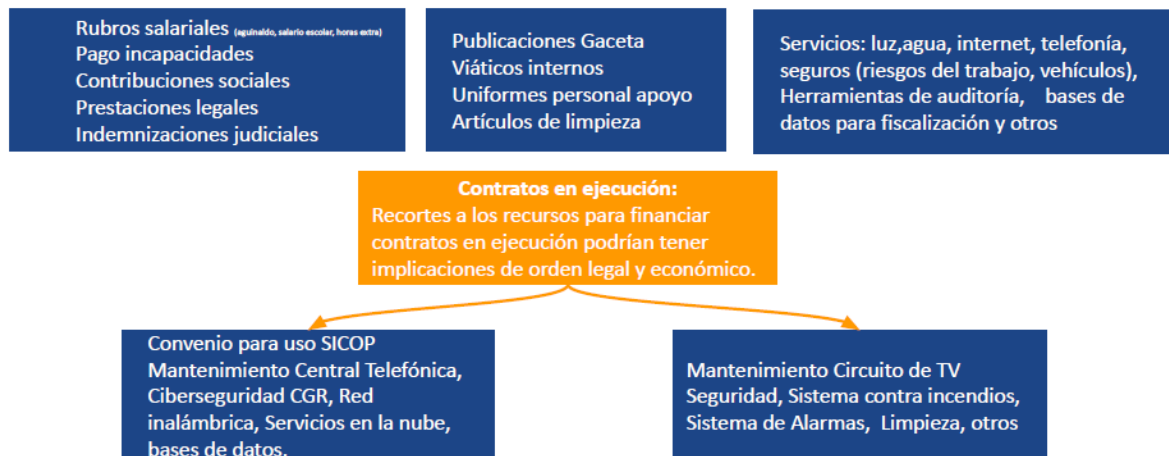 Rubros salariales (aguinaldo, salario escolar, horas extra)
Pago incapacidades
Contribuciones sociales
Prestaciones legales
Indemnizaciones judiciales
Publicaciones Gaceta
Viáticos internos
Uniformes personal apoyo
Artículos de limpieza
Servicios: luz,agua, internet, telefonía,
seguros (riesgos del trabajo, vehículos),
Herramientas de auditoría, bases de
datos para fiscalización y otros
Contratos en ejecución:
Recortes a los recursos para financiar
contratos en ejecución podrían tener
implicaciones de orden legal y económico.
Convenio para uso SICOP
Mantenimiento Central Telefónica,
Ciberseguridad CGR, Red
inalámbrica, Servicios en la nube,
bases de datos.
Mantenimiento Circuito de TV
Seguridad, Sistema contra incendios,
Sistema de Alarmas, Limpieza, otros